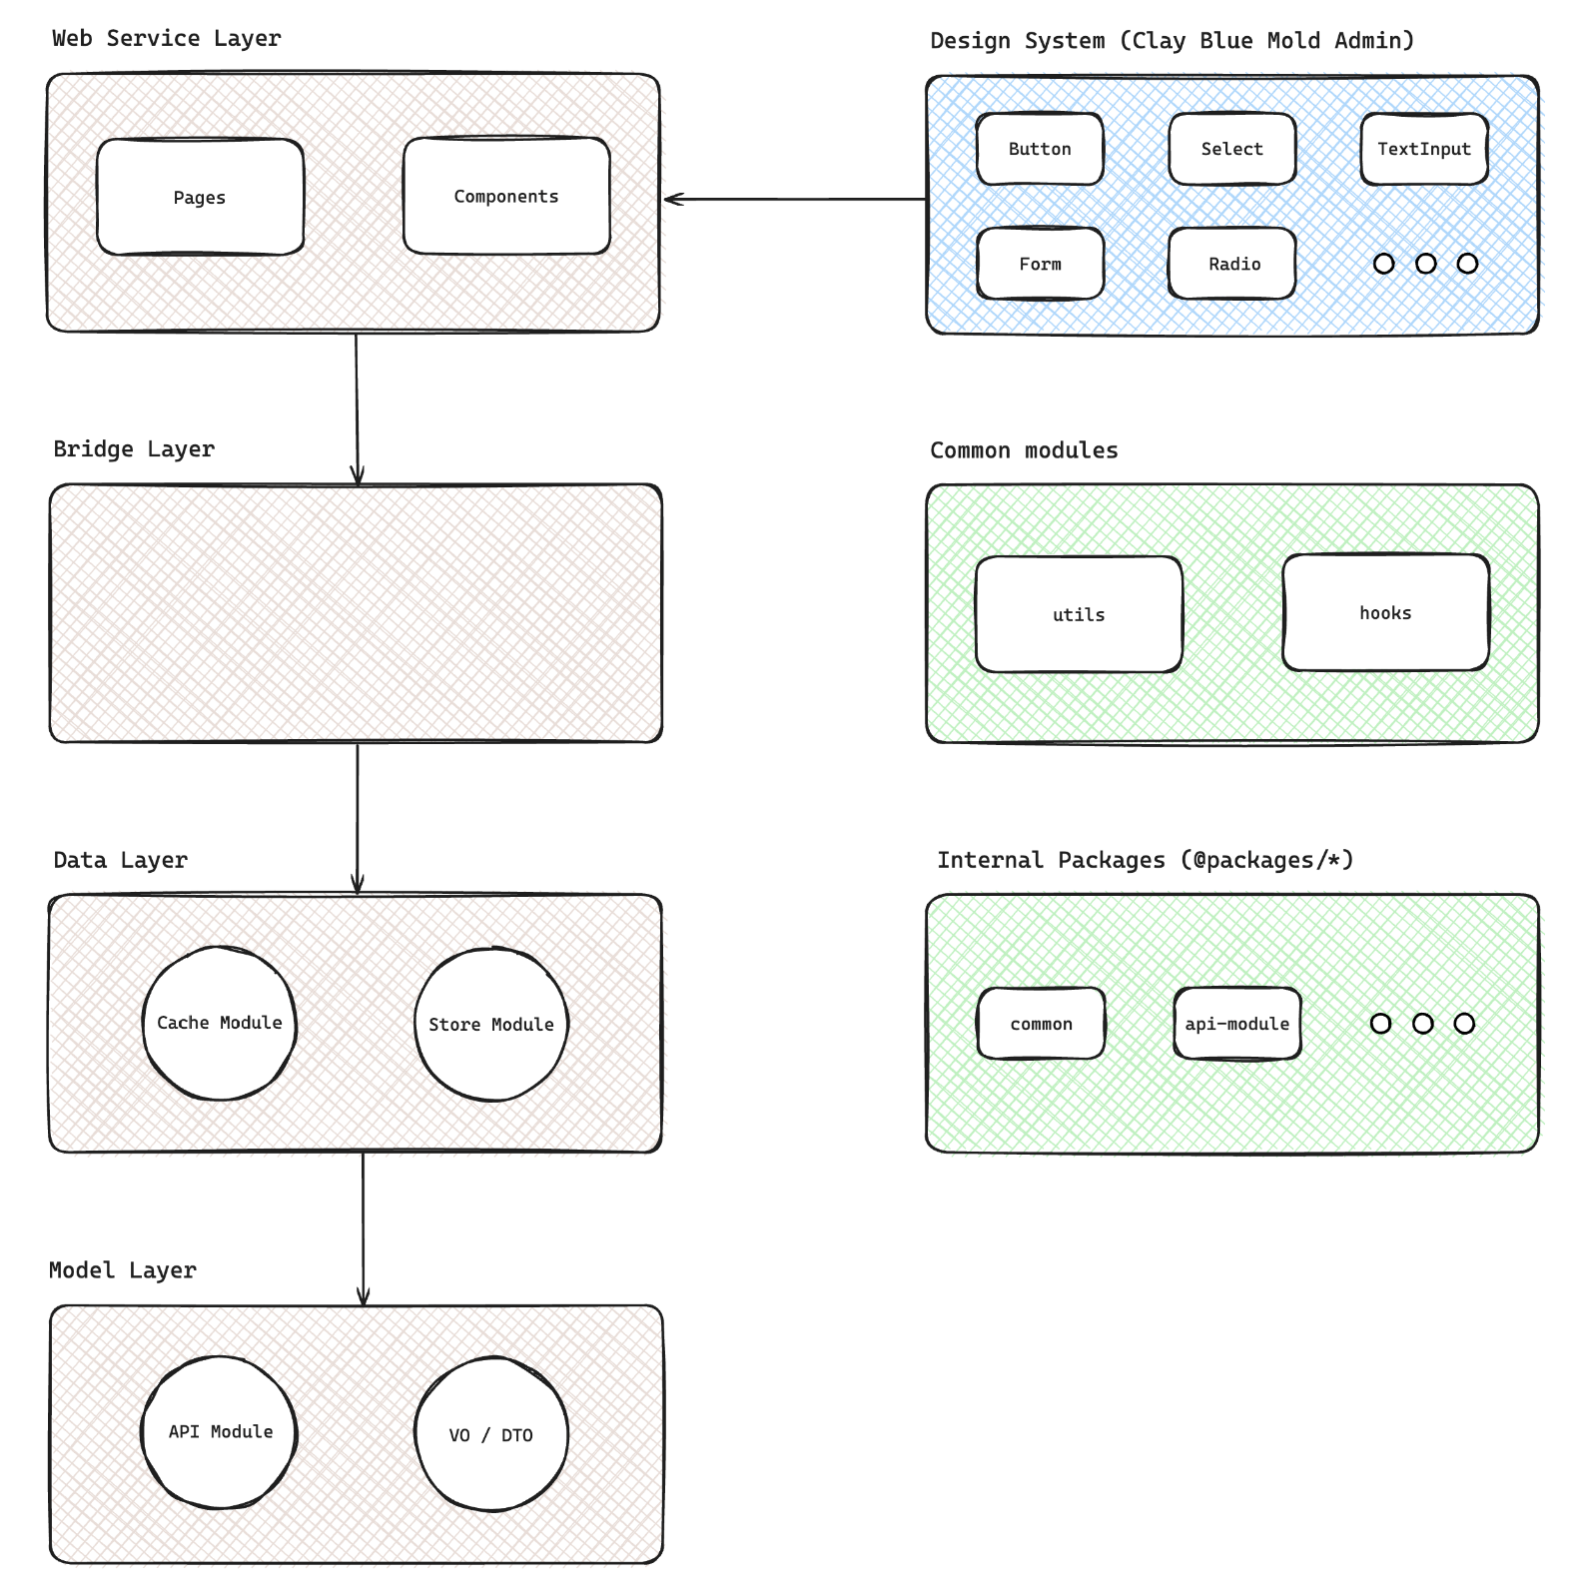 Web Service Layer
Pages
Components
Design System (Clay Blue Mold Admin)
Button
Select
TextInput
Form
Radio
Bridge Layer
Common modules
utils
hooks
Data Layer
Cache Module
Store Module
Internal Packages (@packages/*)
common
api-module
Model Layer
API Module
VO / DTO